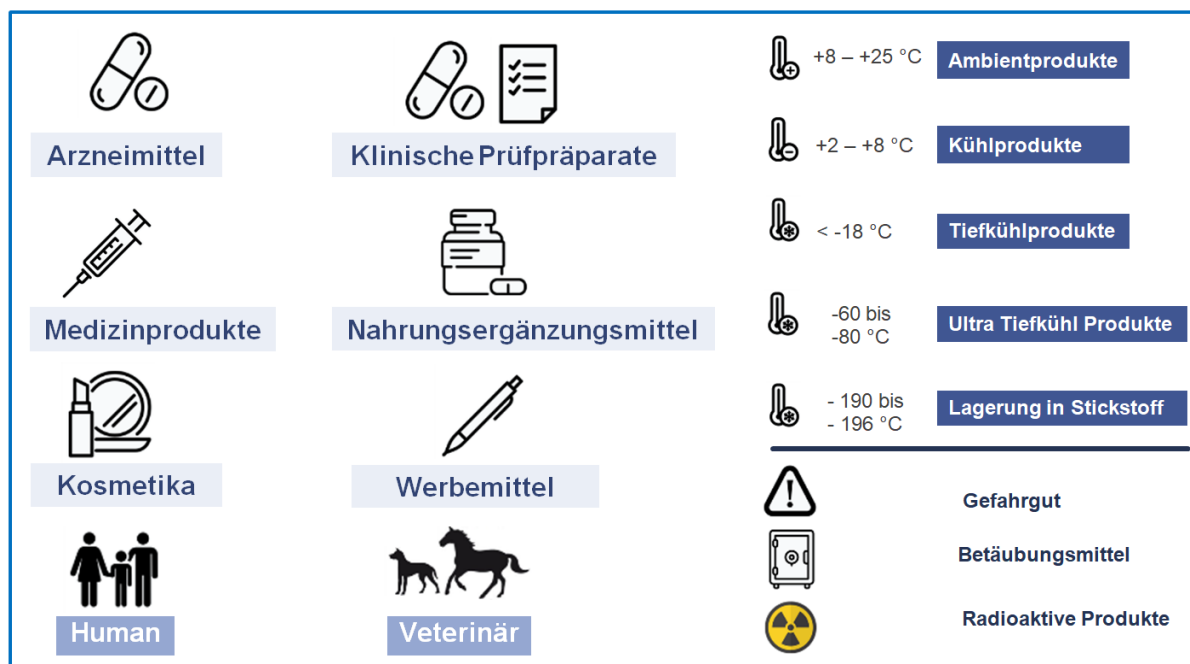 Arzneimittel
Klinische Prüfpräparate
Medizinprodukte
Nahrungsergänzungsmittel
Kosmetika
Werbemittel
Human
Veterinär
+8 – +25 °C
Ambientprodukte
+2 – +8 °C
Kühlprodukte
< -18 °C
Tiefkühlprodukte
-60 bis
-80 °C
Ultra Tiefkühl Produkte
- 190 bis
- 196 °C
Lagerung in Stickstoff
Gefahrgut
Betäubungsmittel
Radioaktive Produkte